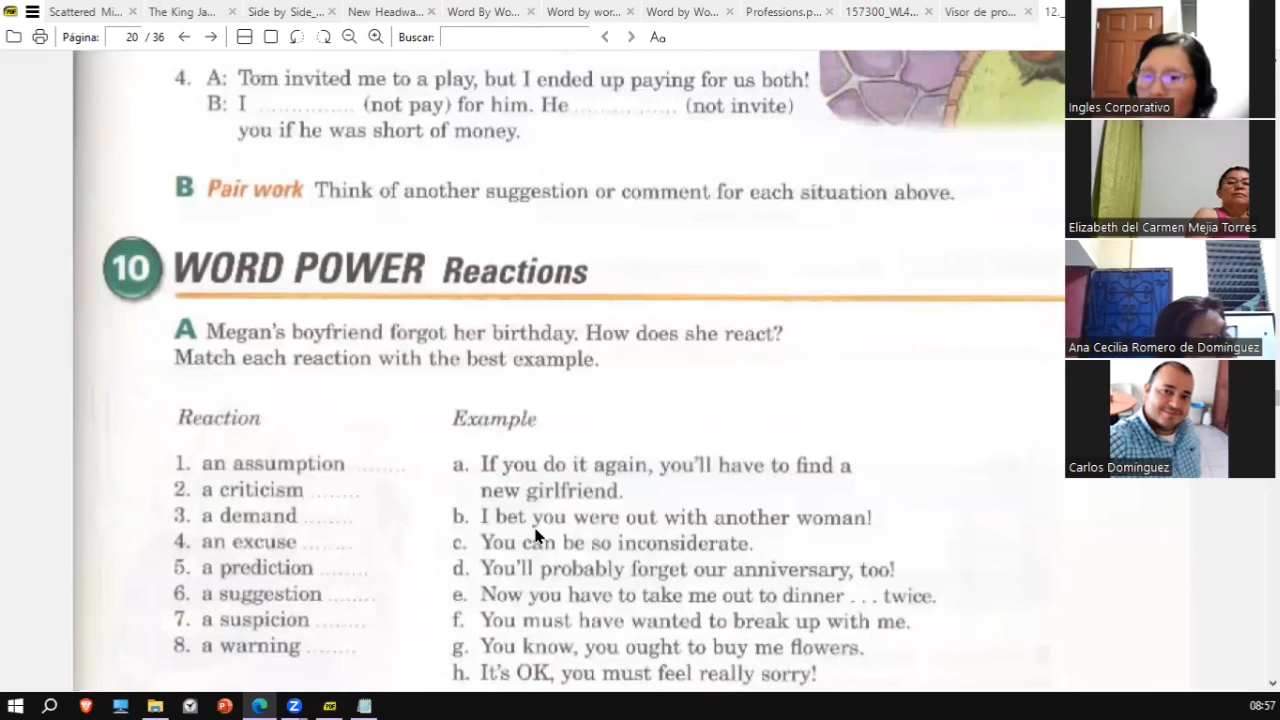 Scattered Mi...
The King Ja...
Side by Side_...
New Headwa...
Word By Wo...
Word by wor...
Word by Wo...
Professions.p...
157300_WL4...
Visor de pro...
12._
Página:
20 / 36
Buscar:
Aa
4. A: Tom invited me to a play, but I ended up paying for us both!
B: I .............. (not pay) for him. He .............. (not invite)
you if he was short of money.
B Pair work Think of another suggestion or comment for each situation above.
10 WORD POWER Reactions
A Megan's boyfriend forgot her birthday. How does she react?
Match each reaction with the best example.
Reaction
1. an assumption ........
2. a criticism ........
3. a demand ........
4. an excuse ........
5. a prediction ........
6. a suggestion ........
7. a suspicion ........
8. a warning ........
Example
a. If you do it again, you'll have to find a
new girlfriend.
b. I bet you were out with another woman!
c. You can be so inconsiderate.
d. You'll probably forget our anniversary, too!
e. Now you have to take me out to dinner . . . twice.
f. You must have wanted to break up with me.
g. You know, you ought to buy me flowers.
h. It's OK, you must feel really sorry!
Ingles Corporativo
Elizabeth del Carmen Mejia Torres
Ana Cecilia Romero de Domínguez
Carlos Domínguez
08:57